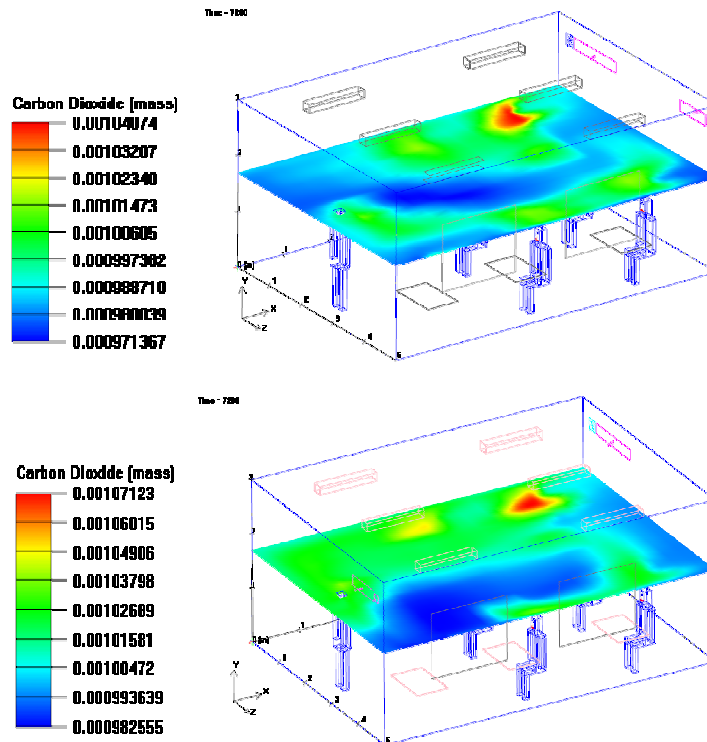 Time =
Carbon Dioxide (mass)
0.00104074
0.00103207
0.00102340
0.00101473
0.00100605
0.000997382
0.000988710
0.000980039
0.000971367
Y
X
Z
Time =
Carbon Dioxide (mass)
0.00107123
0.00106015
0.00104906
0.00103798
0.00102689
0.00101581
0.00100472
0.000993639
0.000982555
Y
X
Z